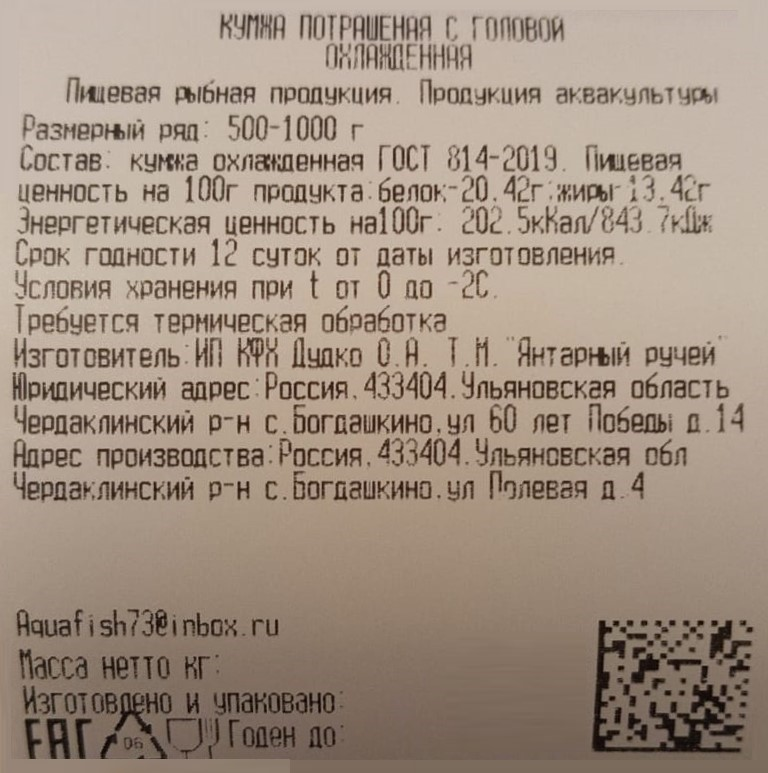 КУМЖА ПОТРАШЕНАЯ С ГОЛОВОЙ
ОХЛАЖДЕННАЯ
Пищевая рыбная продукция. Продукция аквакультуры
Размерный ряд: 500-1000 г
Состав: кумжа охлажденная ГОСТ 814-2019. Пищевая
ценность на 100г продукта:белок-20.42г;жиры-13.42г
Энергетическая ценность на100г: 202.5кКал/843.7кДж
Срок годности 12 суток от даты изготовления.
Условия хранения при t от 0 до -2С.
Требуется термическая обработка
Изготовитель:ИП КФХ Дудко О.А. Т.М. "Янтарный ручей"
Юридический адрес:Россия,433404,Ульяновская область
Чердаклинский р-н с.Богдашкино,ул 60 лет Победы д.14
Адрес производства:Россия,433404,Ульяновская обл
Чердаклинский р-н с.Богдашкино,ул Полевая д.4
Aquafish73@inbox.ru
Масса нетто кг:
Изготовлено и упаковано:
ЕАС 06 Годен до: